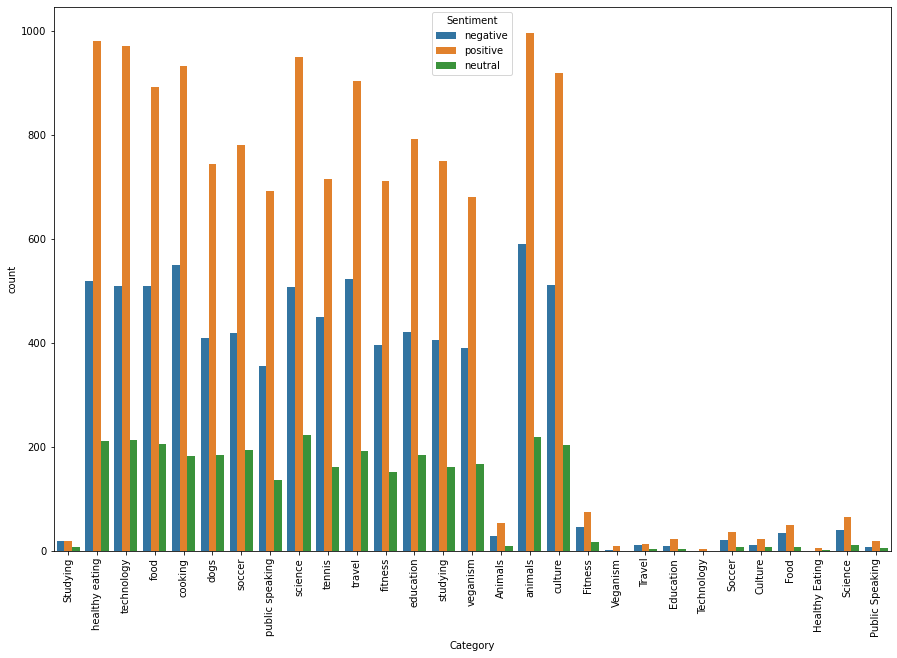 Sentiment
negative
positive
neutral
1000
800
600
400
200
0
count
Studying
healthy eating
technology
food
cooking
dogs
soccer
public speaking
science
tennis
travel
fitness
education
studying
veganism
Animals
animals
culture
Fitness
Veganism
Travel
Education
Technology
Soccer
Culture
Food
Healthy Eating
Science
Public Speaking
Category